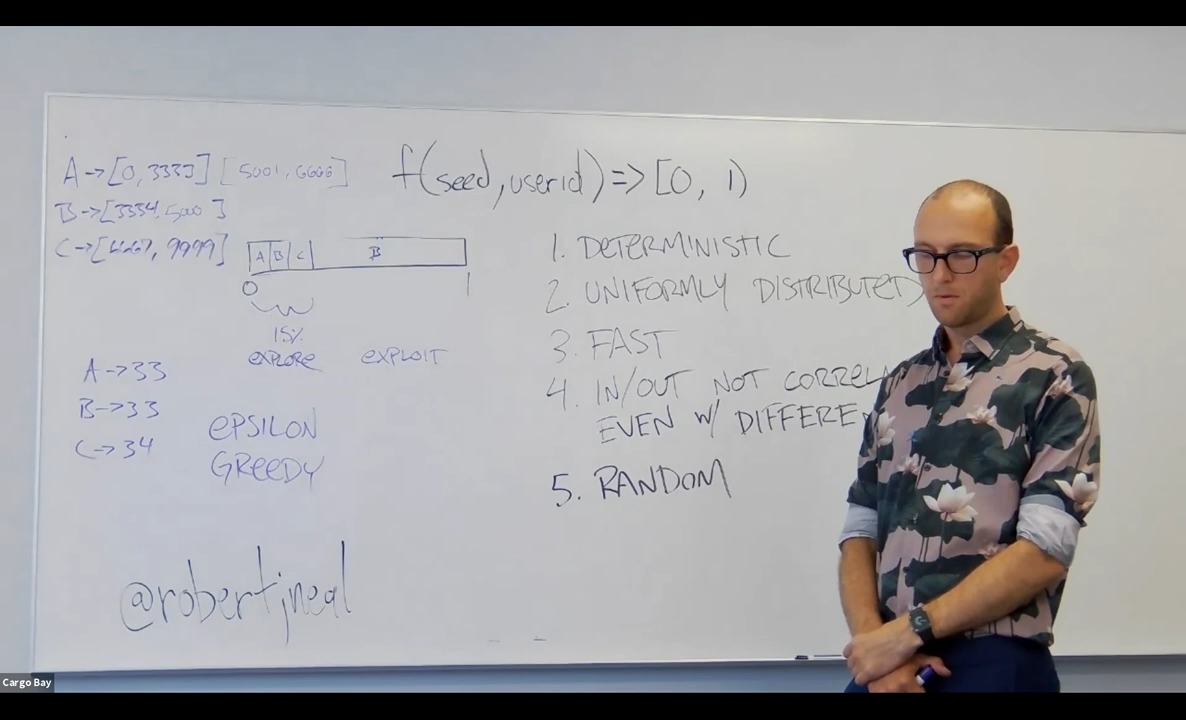 A->[0,3333] [5001,6666]
f(seed,userid)=>[0, 1)
B->[3334,5000]
C->[6667, 9999]
A B C B
0 1
15%
EXPLORE EXPLOIT
A->33
B->33
C->34
EPSILON
GREEDY
@robertjneal
1. DETERMINISTIC
2. UNIFORMLY DISTRIBUTED
3. FAST
4. IN/OUT NOT
EVEN W/
5. RANDOM
Cargo Bay